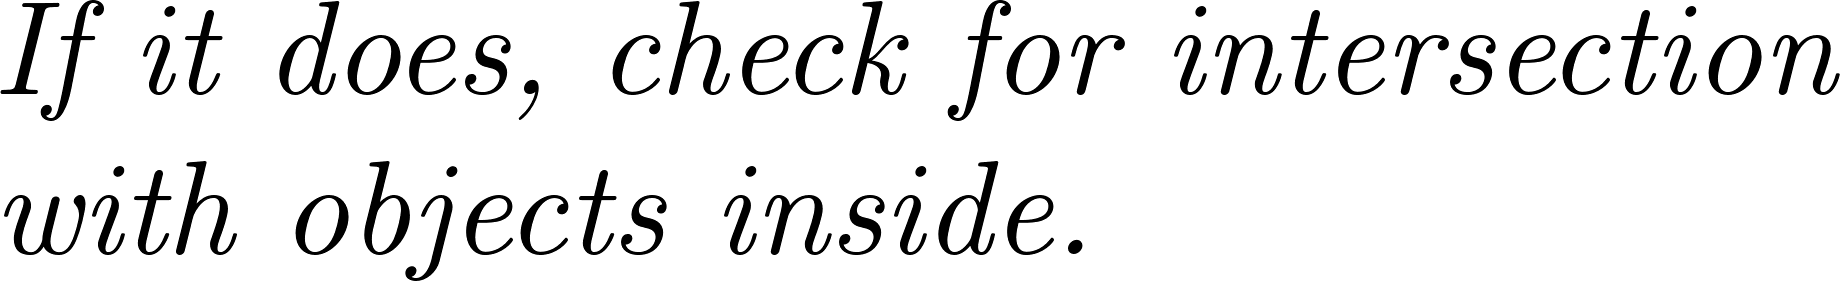 If it does, check for intersection
with objects inside.